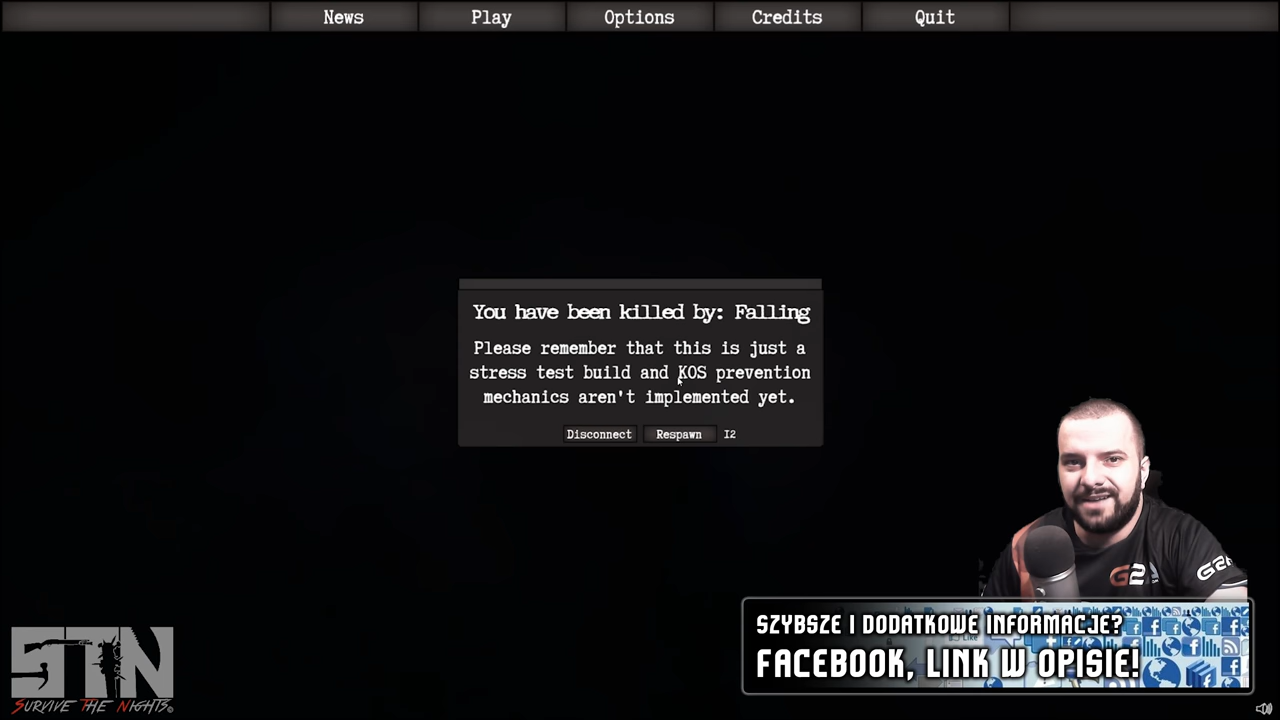 News
Play
Options
Credits
Quit
You have been killed by: Falling
Please remember that this is just a
stress test build and KOS prevention
mechanics aren't implemented yet.
Disconnect
Respawn
12
G2
G2
SZYBSZE I DODATKOWE INFORMACJE?
FACEBOOK, LINK W OPISIE!
STN
SURVIVE THE NIGHTS